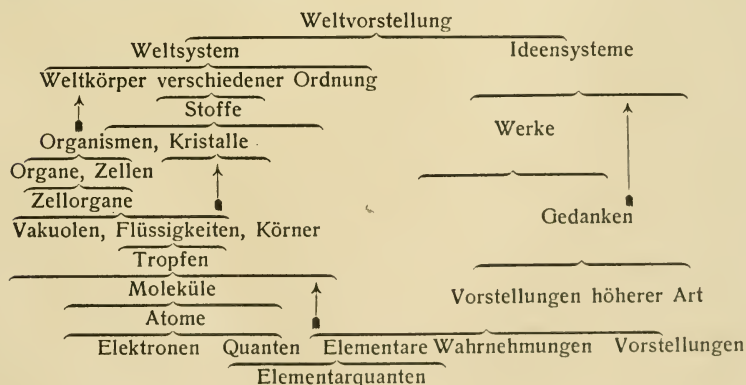 Weltvorstellung
Weltsystem Ideensysteme
Weltkörper verschiedener Ordnung
Stoffe
Werke
Organismen, Kristalle
Organe, Zellen
Zellorgane
Gedanken
Vakuolen, Flüssigkeiten, Körner
Tropfen
Moleküle Vorstellungen höherer Art
Atome
Elektronen Quanten Elementare Wahrnehmungen Vorstellungen
Elementarquanten